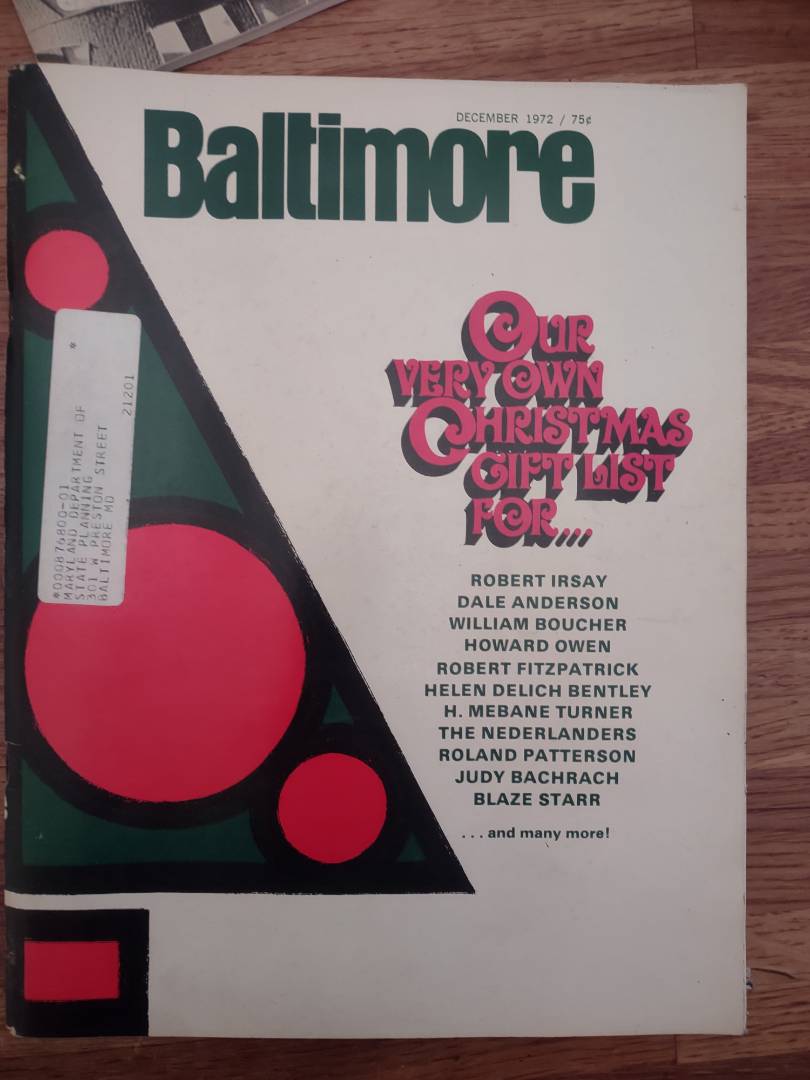 DECEMBER 1972 / 75¢
Baltimore
OUR
VERY OWN
CHRISTMAS
GIFT LIST
FOR...
ROBERT IRSAY
DALE ANDERSON
WILLIAM BOUCHER
HOWARD OWEN
ROBERT FITZPATRICK
HELEN DELICH BENTLEY
H. MEBANE TURNER
THE NEDERLANDERS
ROLAND PATTERSON
JUDY BACHRACH
BLAZE STARR
...and many more!
*
*000876800-01
MARYLAND DEPARTMENT OF
STATE PLANNING
301 W PRESTON STREET
BALTIMORE MD 21201